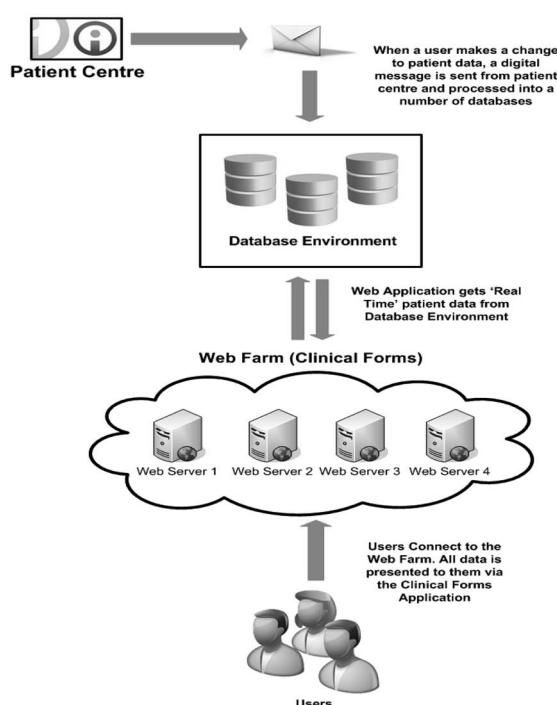 Patient Centre
When a user makes a change
to patient data, a digital
message is sent from patient
centre and processed into a
number of databases
Database Environment
Web Application gets ‘Real
Time’ patient data from
Database Environment
Web Farm (Clinical Forms)
Web Server 1
Web Server 2
Web Server 3
Web Server 4
Users Connect to the
Web Farm. All data is
presented to them via
the Clinical Forms
Application
Users